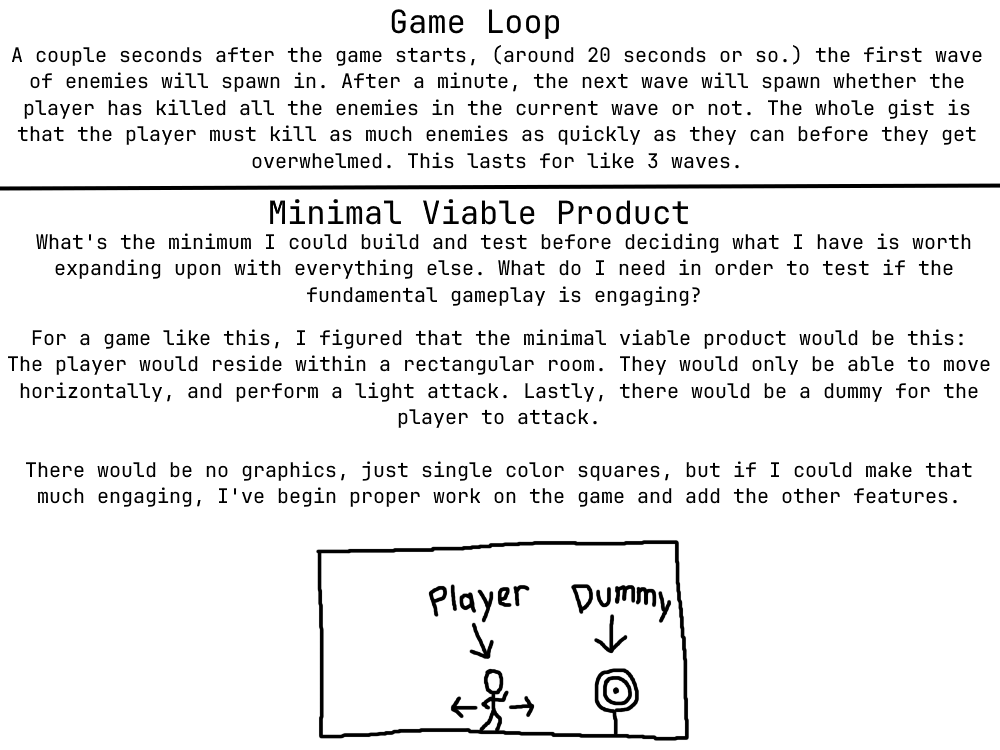 Game Loop
A couple seconds after the game starts, (around 20 seconds or so.) the first wave
of enemies will spawn in. After a minute, the next wave will spawn whether the
player has killed all the enemies in the current wave or not. The whole gist is
that the player must kill as much enemies as quickly as they can before they get
overwhelmed. This lasts for like 3 waves.
Minimal Viable Product
What's the minimum I could build and test before deciding what I have is worth
expanding upon with everything else. What do I need in order to test if the
fundamental gameplay is engaging?
For a game like this, I figured that the minimal viable product would be this:
The player would reside within a rectangular room. They would only be able to move
horizontally, and perform a light attack. Lastly, there would be a dummy for the
player to attack.
There would be no graphics, just single color squares, but if I could make that
much engaging, I've begin proper work on the game and add the other features.
Player
Dummy